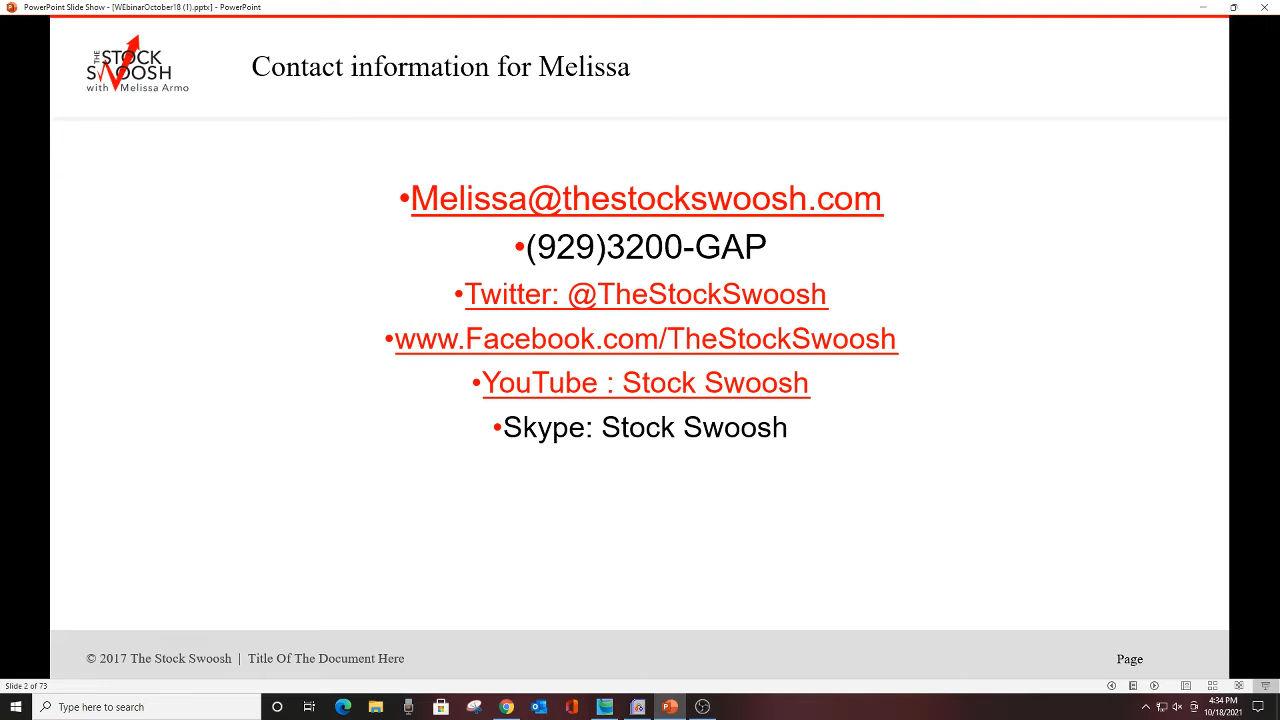 PowerPoint Slide Show - [WEbinarOctober18 (1).pptx] - PowerPoint
THE STOCK
SWOOSH
with Melissa Armo
Contact information for Melissa
•Melissa@thestockswoosh.com
•(929)3200-GAP
•Twitter: @TheStockSwoosh
•www.Facebook.com/TheStockSwoosh
•YouTube : Stock Swoosh
•Skype: Stock Swoosh
© 2017 The Stock Swoosh | Title Of The Document Here
Page
Slide 2 of 73
Type here to search
4:34 PM
10/18/2021